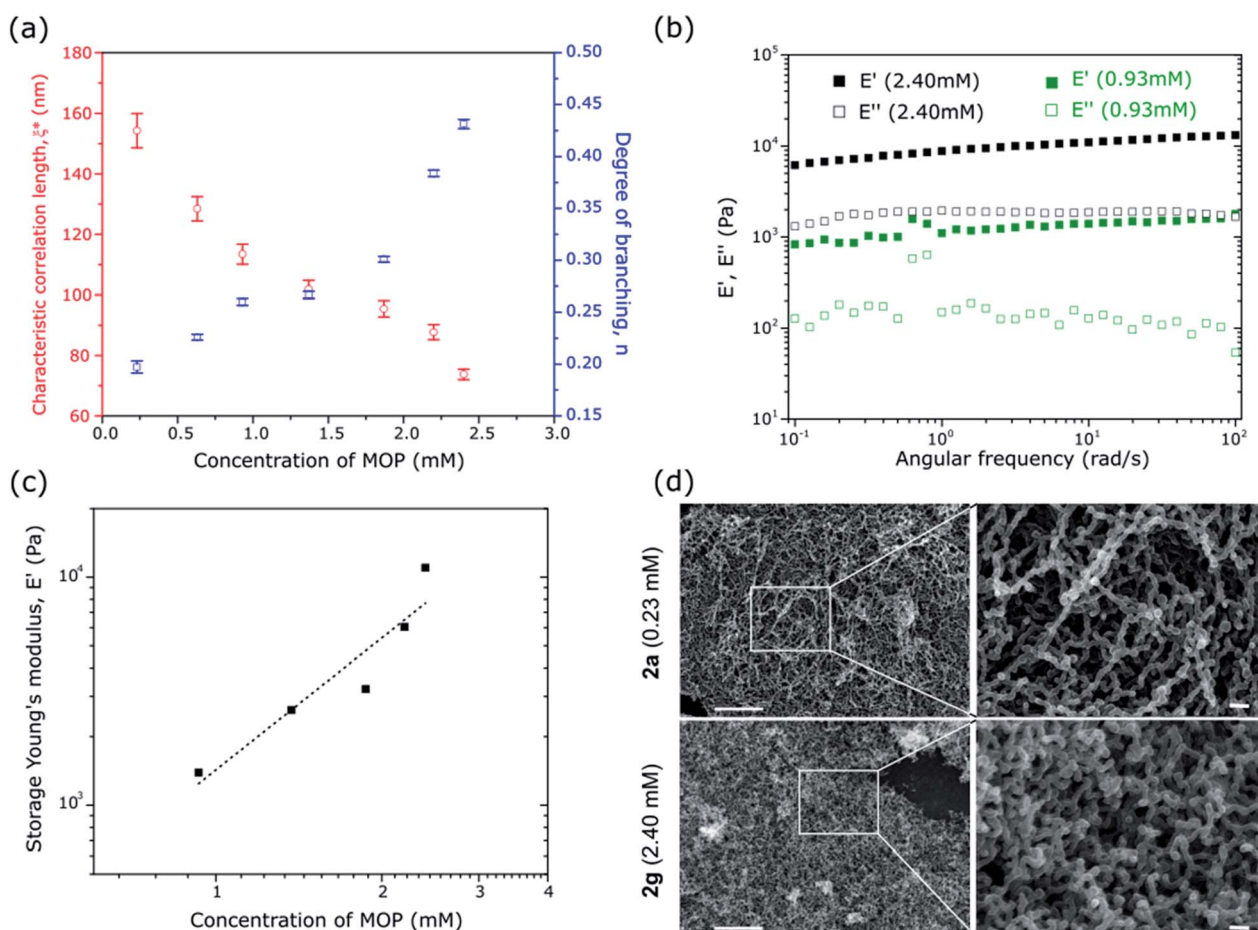 (a)
180
160
140
120
100
80
60
Characteristic correlation length, ξ* (nm)
0.50
0.45
0.40
0.35
0.30
0.25
0.20
0.15
Degree of branching, n
0.0 0.5 1.0 1.5 2.0 2.5 3.0
Concentration of MOP (mM)
(b)
E' (2.40mM) E' (0.93mM)
E'' (2.40mM) E'' (0.93mM)
10⁵
10⁴
10³
10²
10¹
E', E'' (Pa)
10⁻¹ 10⁰ 10¹ 10²
Angular frequency (rad/s)
(c)
10⁴
10³
Storage Young's modulus, E' (Pa)
1 2 3 4
Concentration of MOP (mM)
(d)
2a (0.23 mM)
2g (2.40 mM)